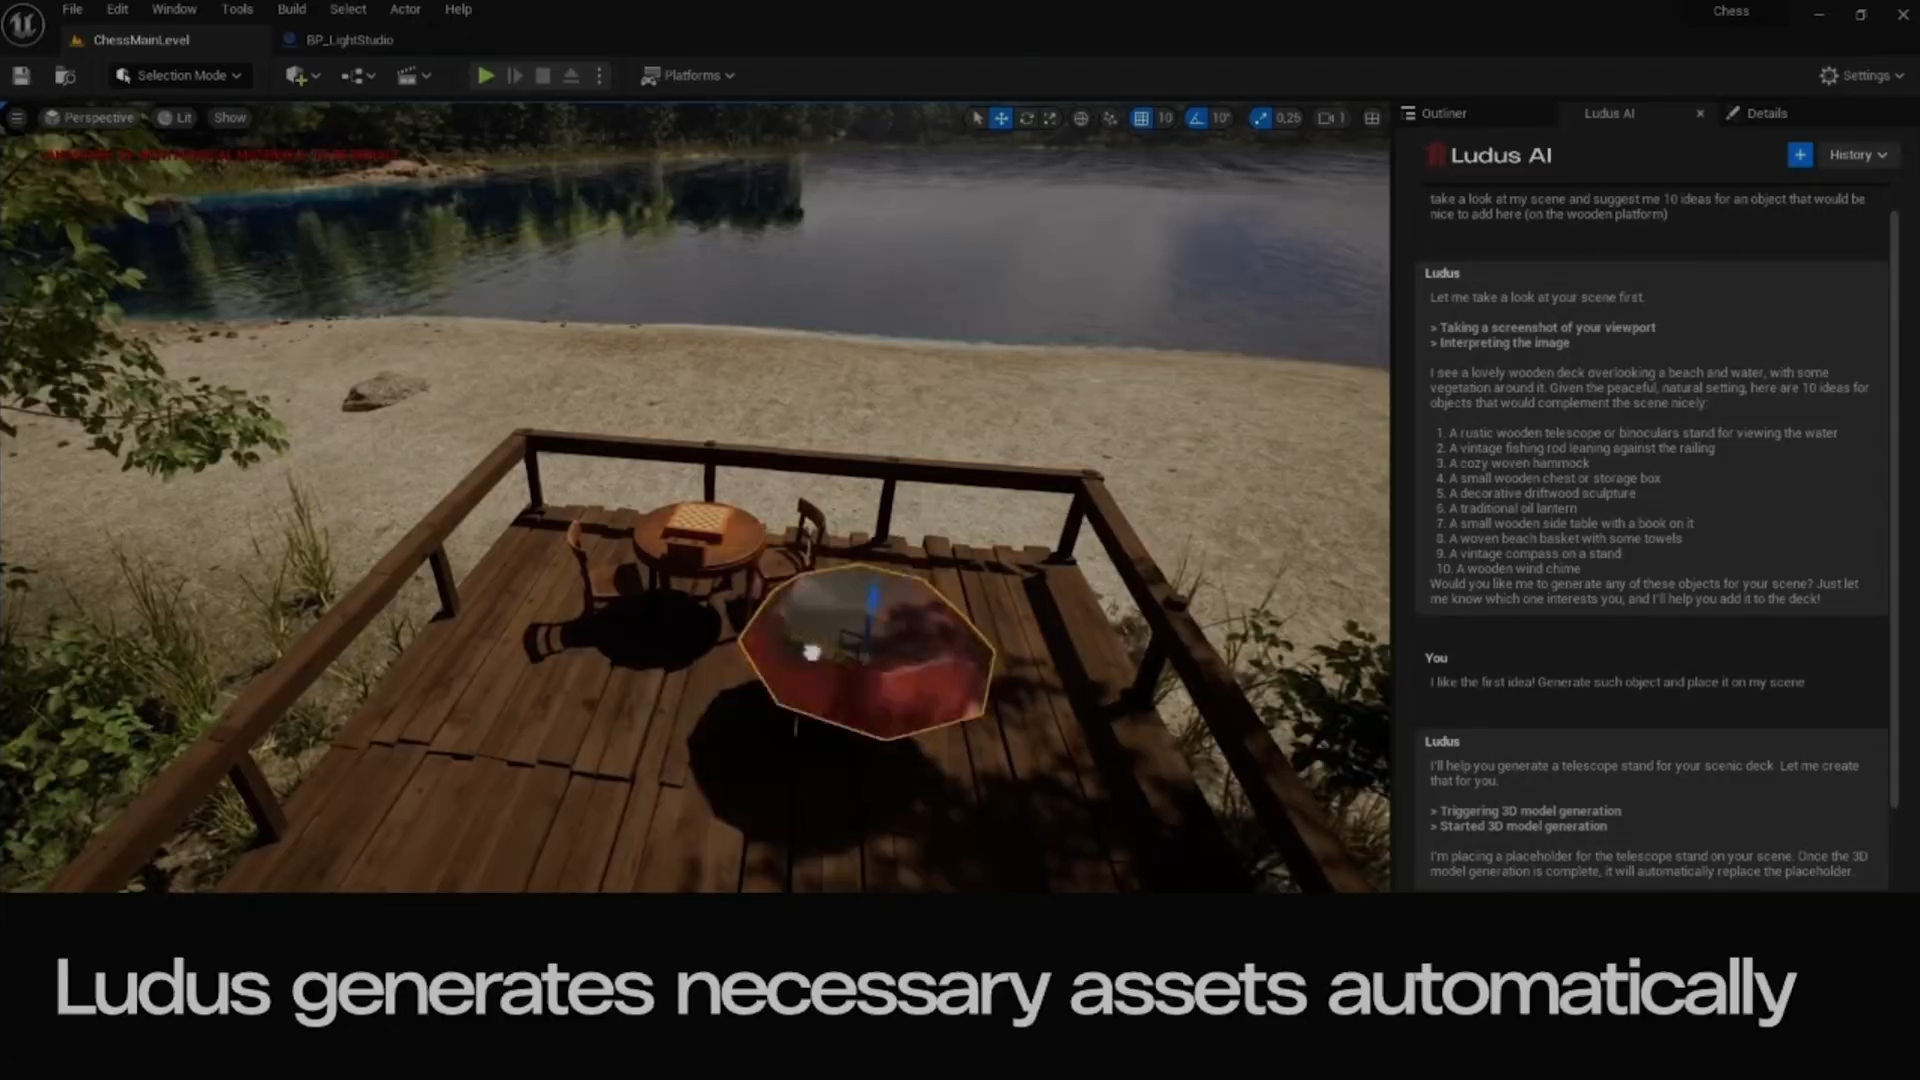 File Edit Window Tools Build Select Actor Help
Chess
ChessMainLevel
BP_LightStudio
Selection Mode
Platforms
Settings
Perspective
Lit
Show
10
10°
0,25
1
Outliner
Ludus AI
Details
Ludus AI
History
take a look at my scene and suggest me 10 ideas for an object that would be
nice to add here (on the wooden platform)
Ludus
Let me take a look at your scene first.
> Taking a screenshot of your viewport
> Interpreting the image
I see a lovely wooden deck overlooking a beach and water, with some
vegetation around it. Given the peaceful, natural setting, here are 10 ideas for
objects that would complement the scene nicely:
1. A rustic wooden telescope or binoculars stand for viewing the water
2. A vintage fishing rod leaning against the railing
3. A cozy woven hammock
4. A small wooden chest or storage box
5. A decorative driftwood sculpture
6. A traditional oil lantern
7. A small wooden side table with a book on it
8. A woven beach basket with some towels
9. A vintage compass on a stand
10. A wooden wind chime
Would you like me to generate any of these objects for your scene? Just let
me know which one interests you, and I'll help you add it to the deck!
You
I like the first idea! Generate such object and place it on my scene
Ludus
I'll help you generate a telescope stand for your scenic deck. Let me create
that for you.
> Triggering 3D model generation
> Started 3D model generation
I'm placing a placeholder for the telescope stand on your scene. Once the 3D
model generation is complete, it will automatically replace the placeholder.
Ludus generates necessary assets automatically